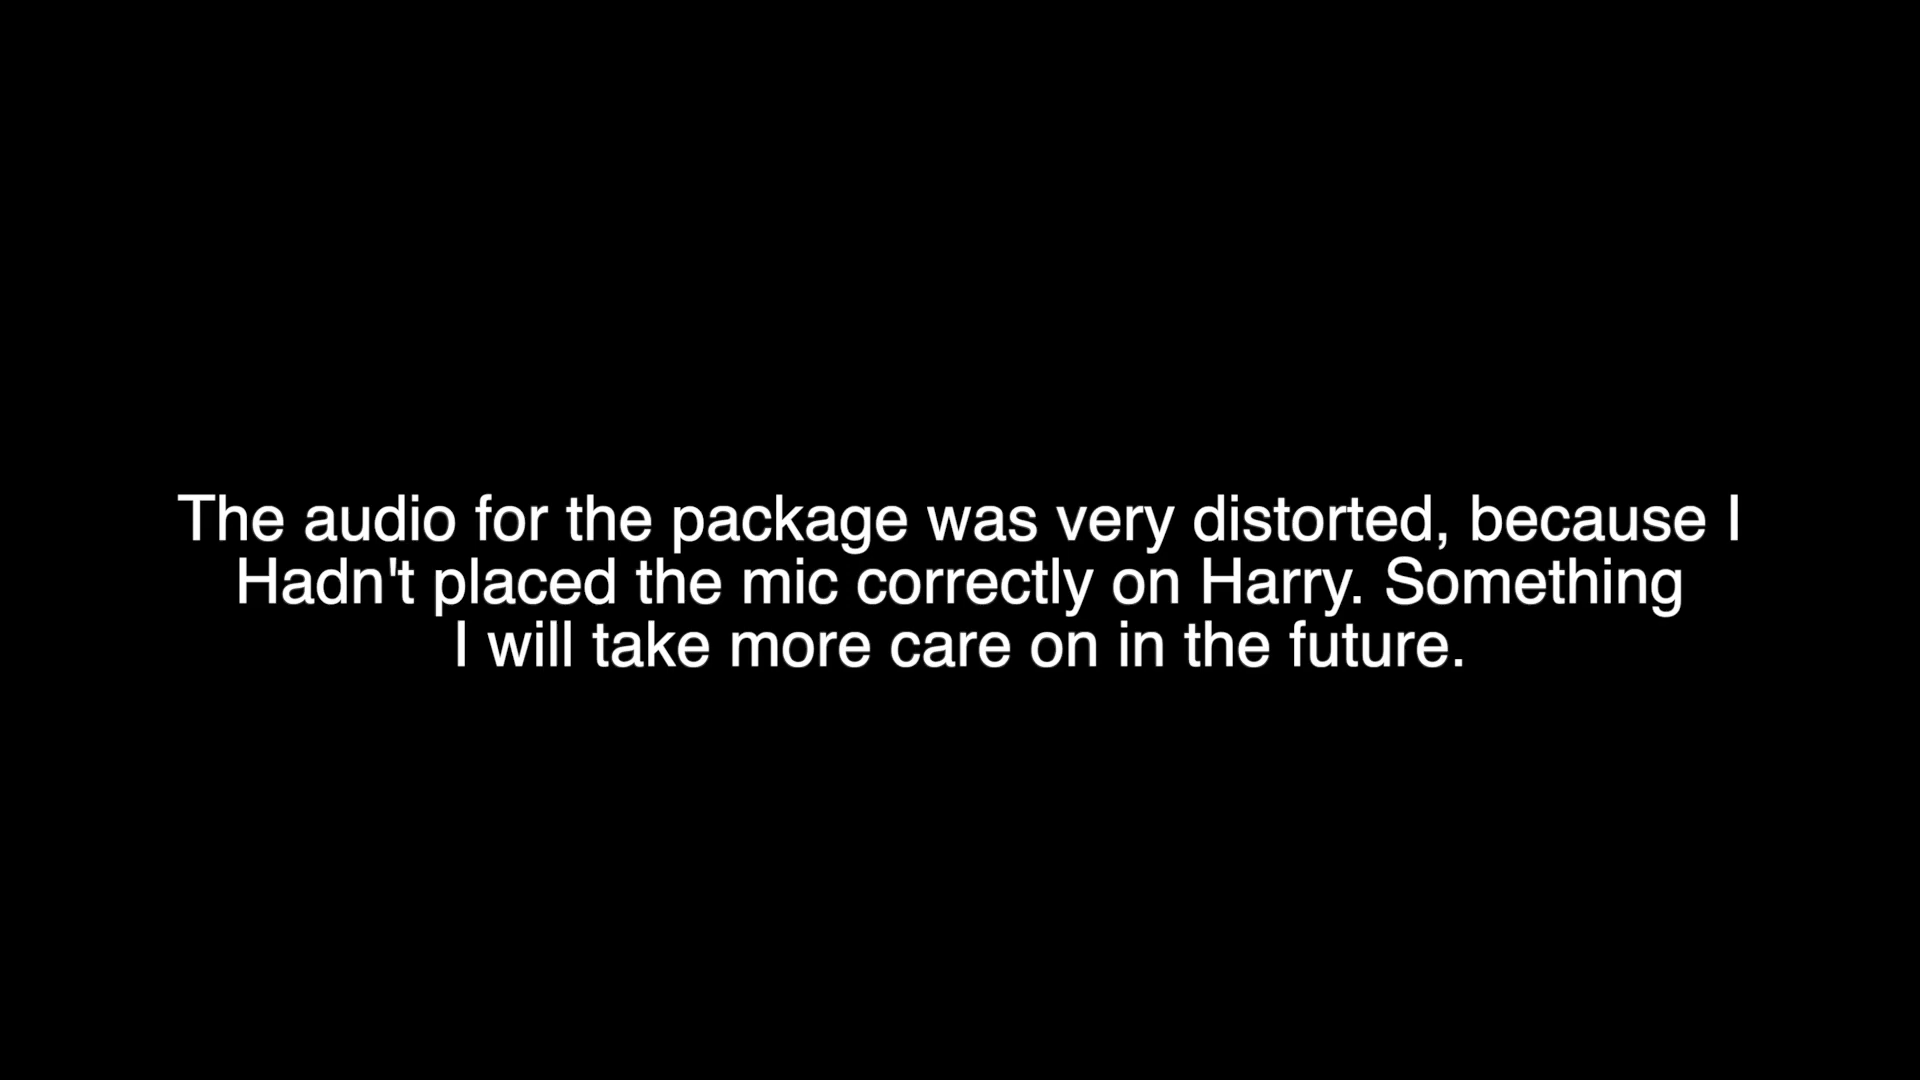 The audio for the package was very distorted, because I
Hadn't placed the mic correctly on Harry. Something
I will take more care on in the future.